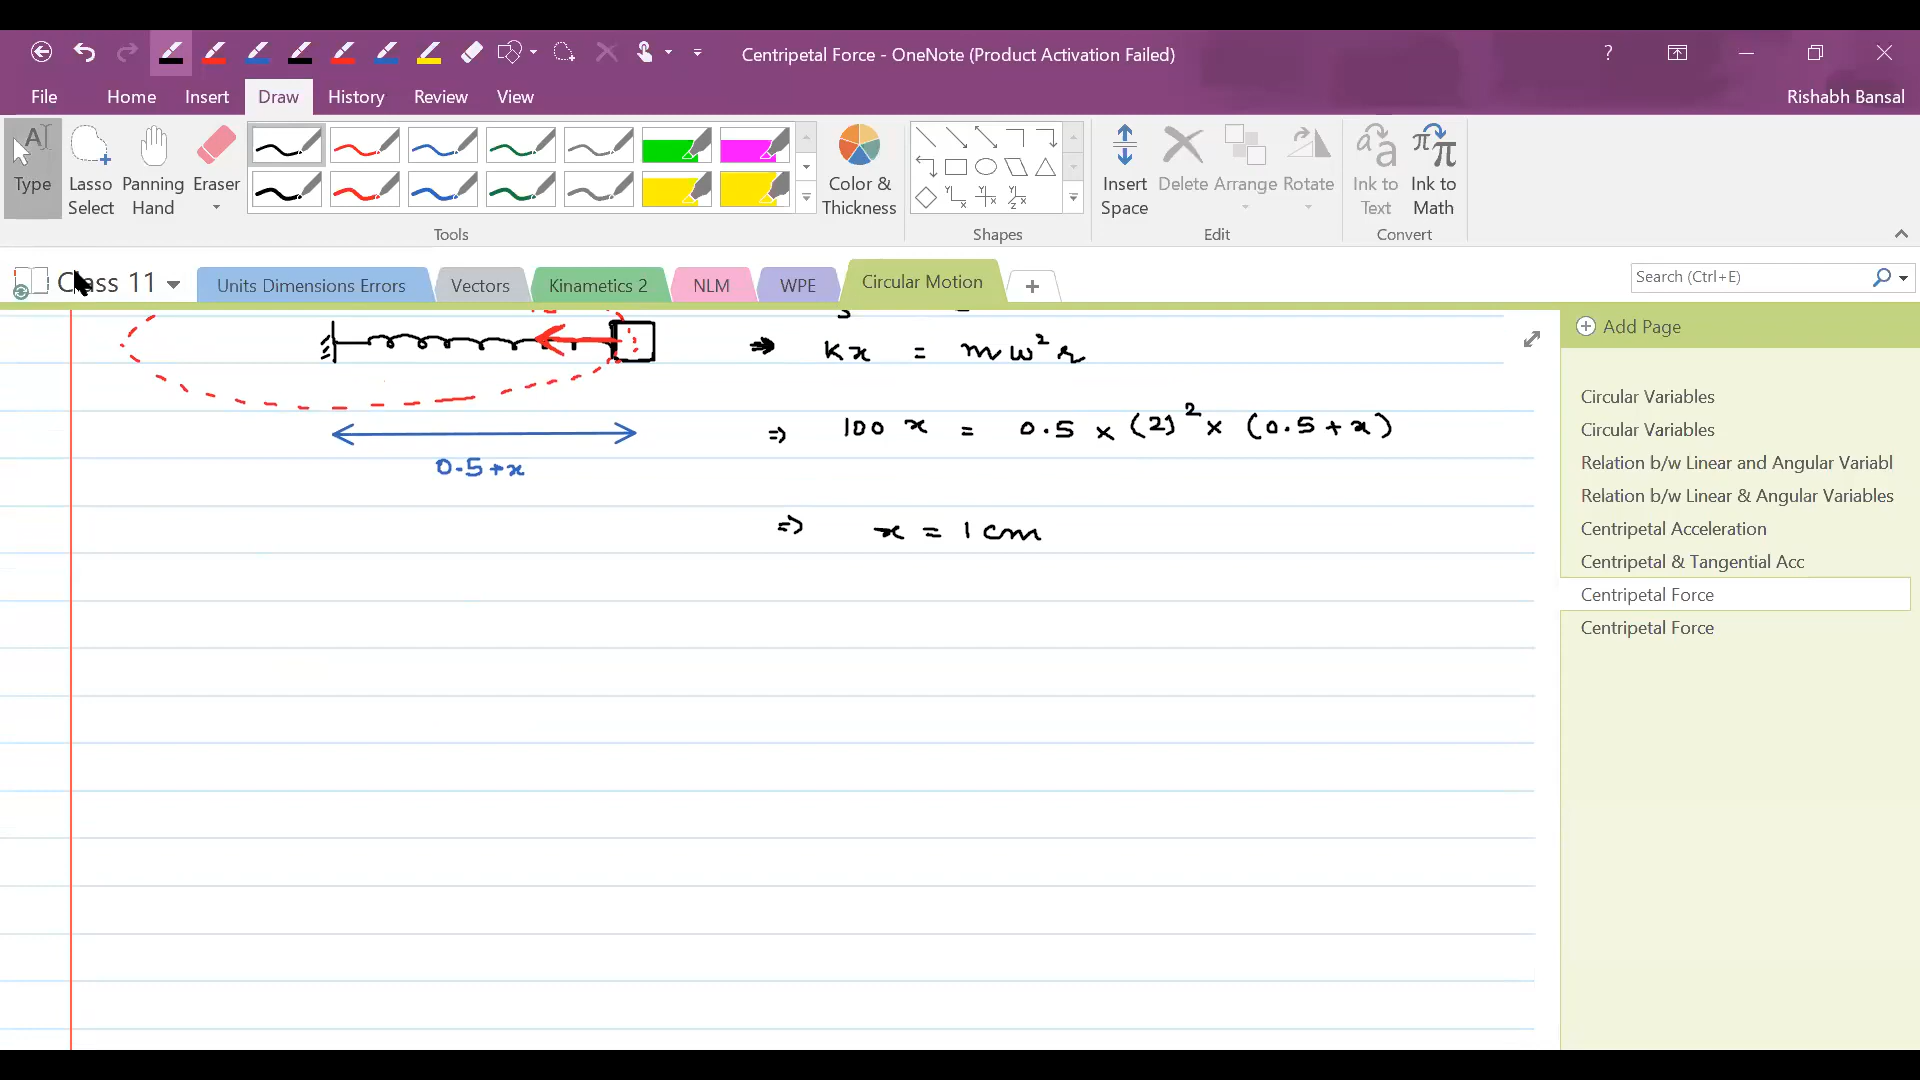 Centripetal Force - OneNote (Product Activation Failed)
?
File Home Insert Draw History Review View
Rishabh Bansal
Type
Lasso Select
Panning Hand
Eraser
Color & Thickness
Insert Space
Delete
Arrange
Rotate
Ink to Text
Ink to Math
Tools
Shapes
Edit
Convert
Class 11
Units Dimensions Errors
Vectors
Kinametics 2
NLM
WPE
Circular Motion
Search (Ctrl+E)
Add Page
Circular Variables
Circular Variables
Relation b/w Linear and Angular Variabl
Relation b/w Linear & Angular Variables
Centripetal Acceleration
Centripetal & Tangential Acc
Centripetal Force
Centripetal Force
Kx = mω²r
⇒ 100 x = 0.5 × (2)² × (0.5 + x)
0.5 + x
⇒ x = 1 cm